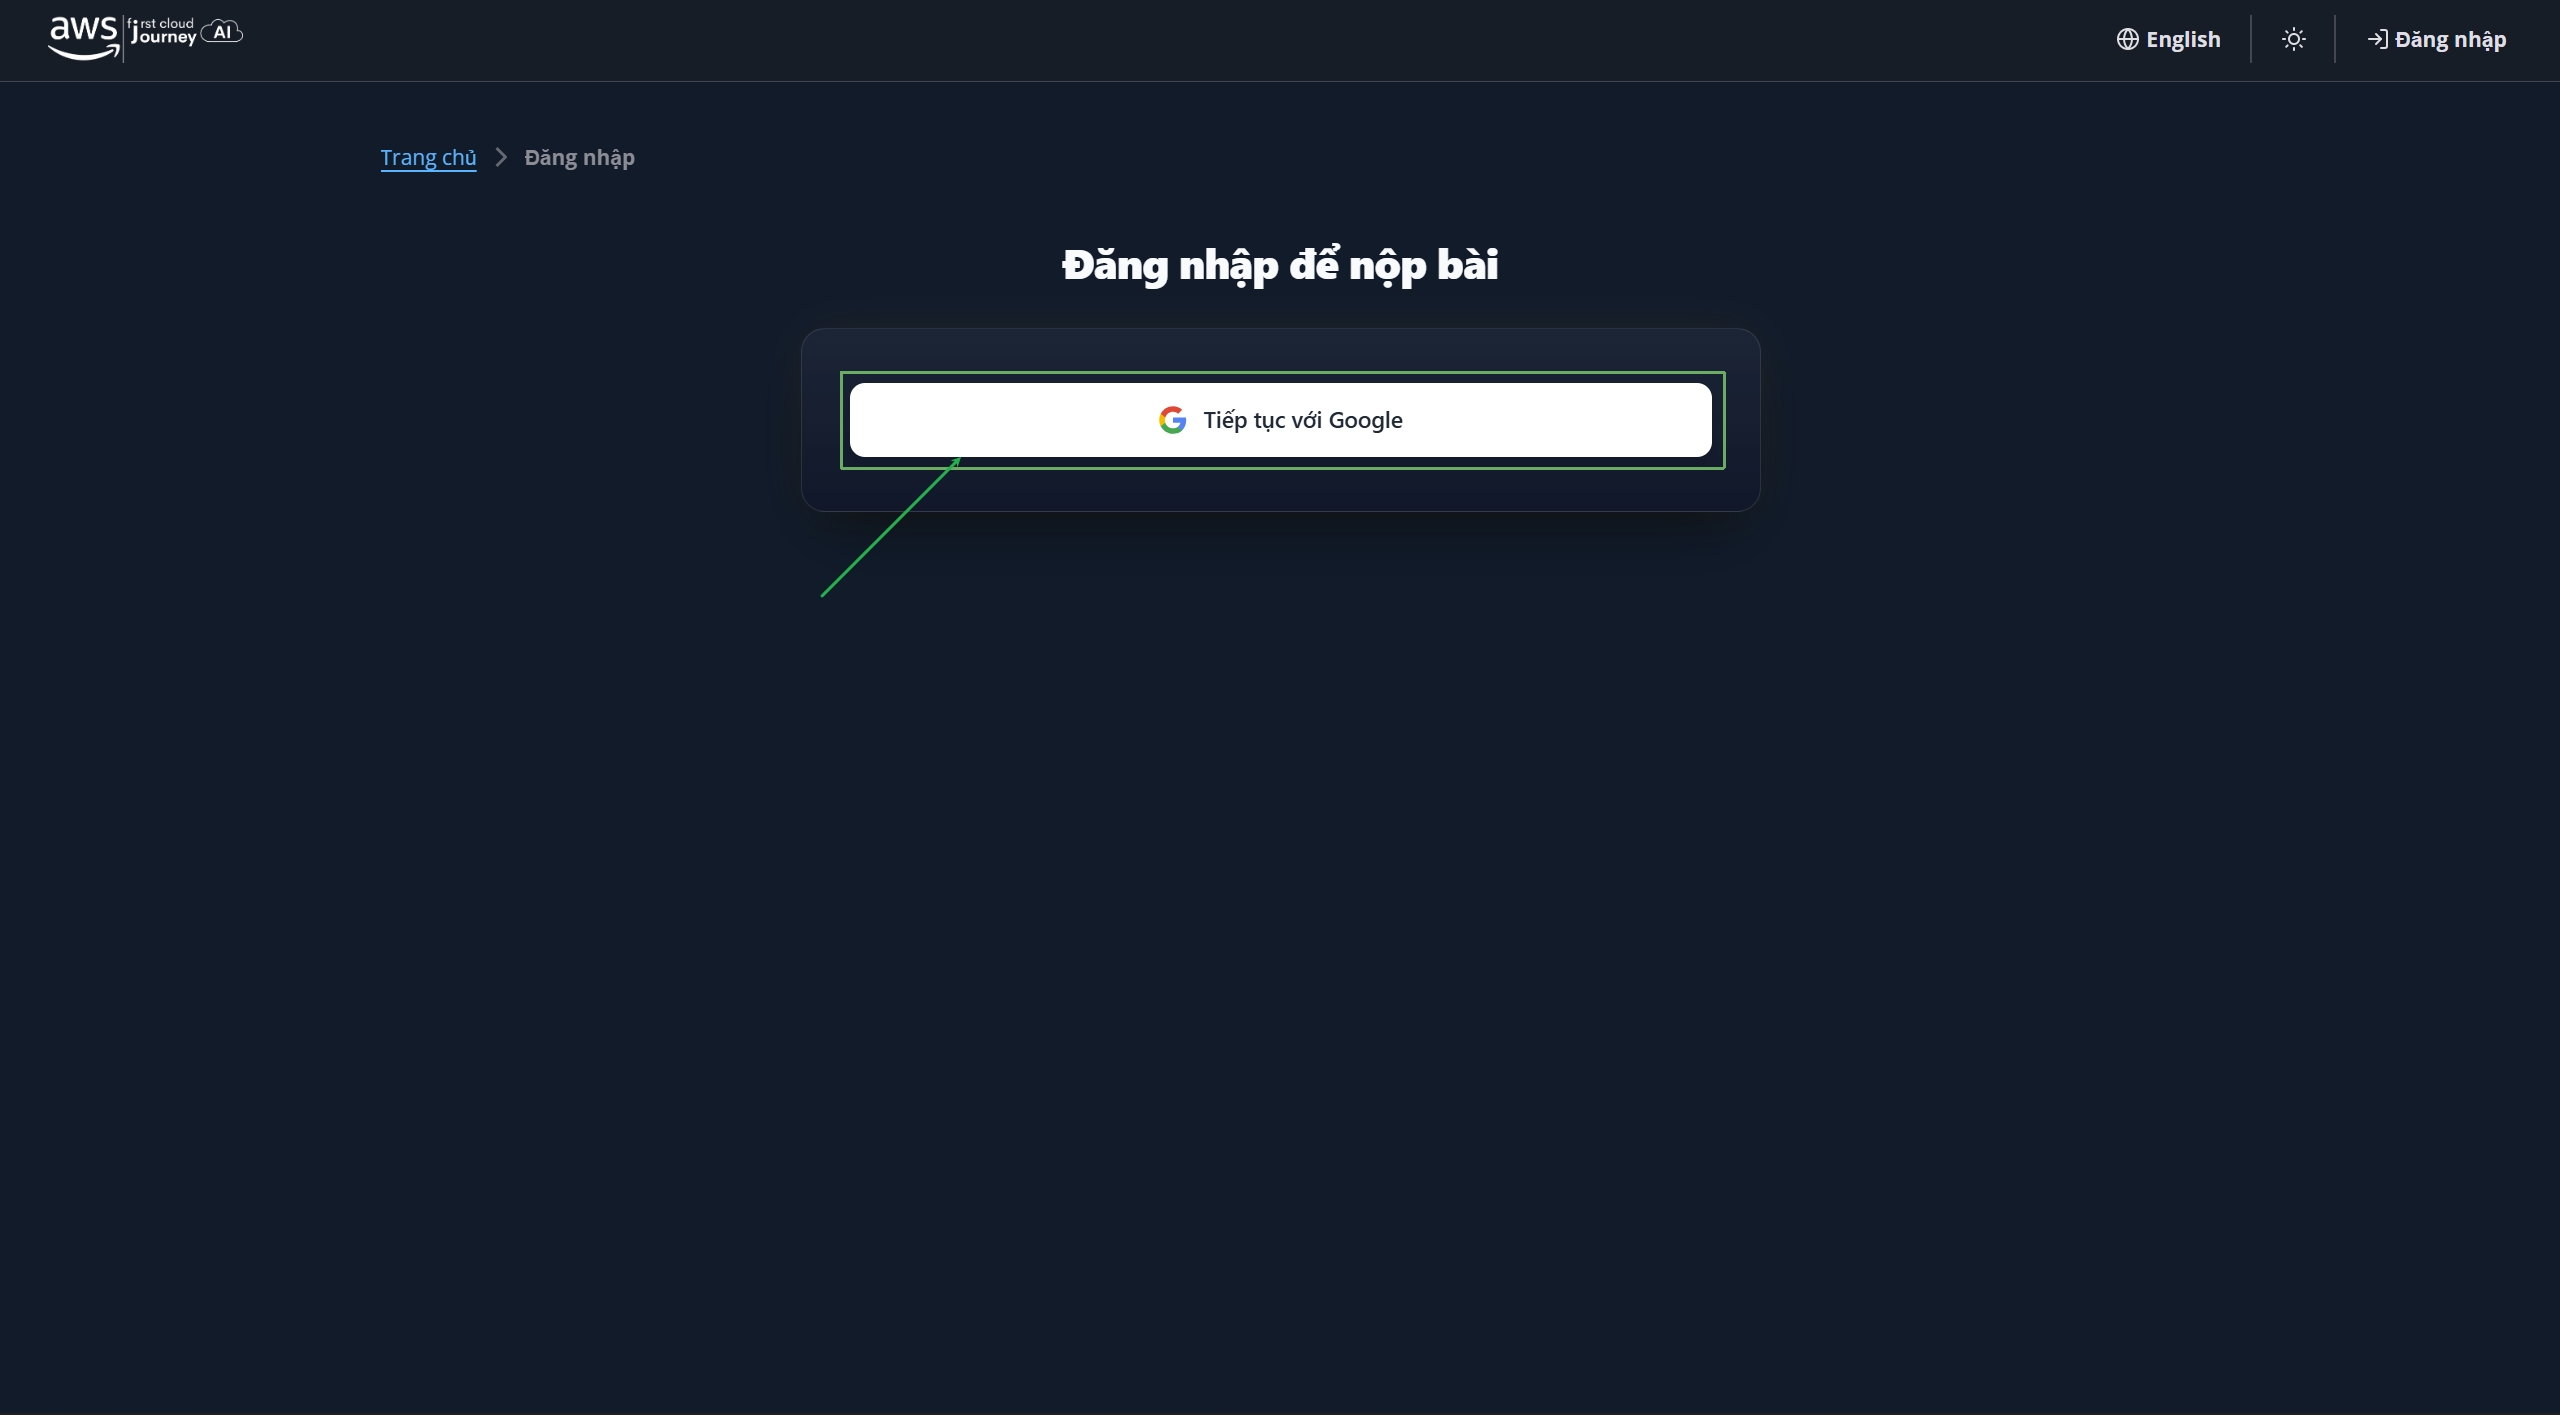 aws first cloud journey AI
English
Đăng nhập
Trang chủ > Đăng nhập
Đăng nhập để nộp bài
Tiếp tục với Google